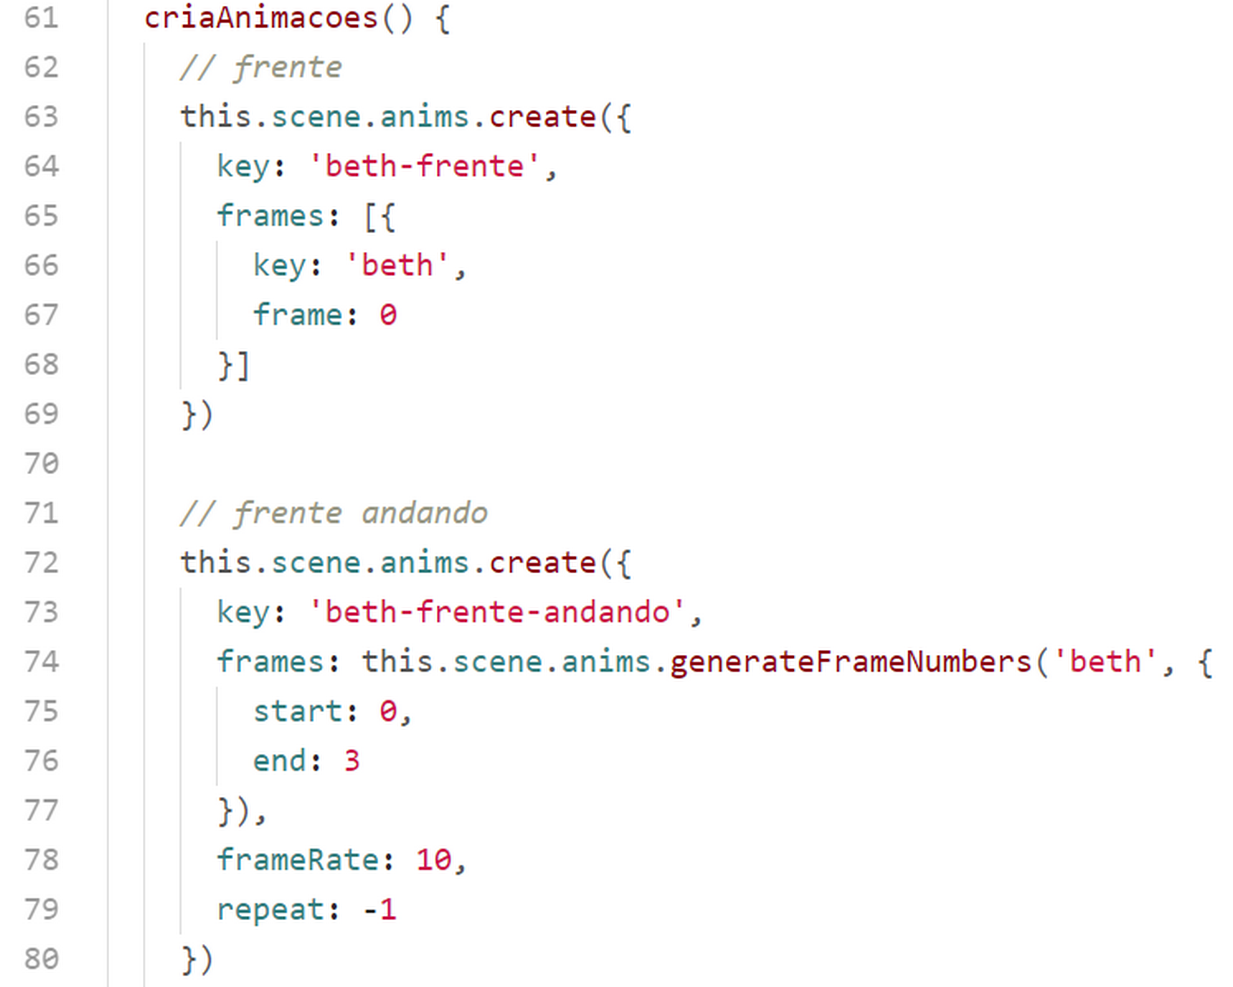 61 criaAnimacoes() {
62 // frente
63 this.scene.anims.create({
64 key: 'beth-frente',
65 frames: [{
66 key: 'beth',
67 frame: 0
68 }]
69 })
70
71 // frente andando
72 this.scene.anims.create({
73 key: 'beth-frente-andando',
74 frames: this.scene.anims.generateFrameNumbers('beth', {
75 start: 0,
76 end: 3
77 }),
78 frameRate: 10,
79 repeat: -1
80 })